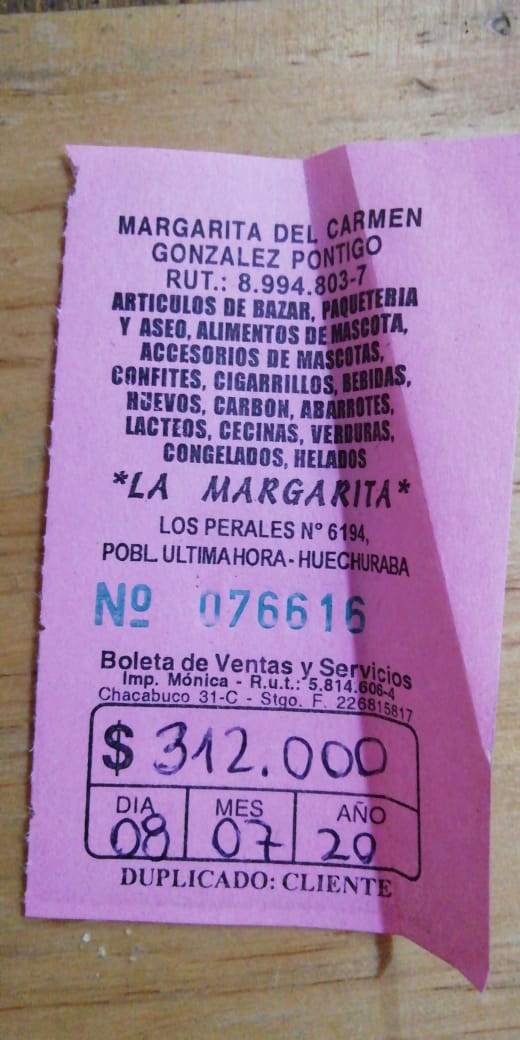 MARGARITA DEL CARMEN
GONZALEZ PONTIGO
RUT.: 8.994.803-7
ARTICULOS DE BAZAR, PAQUETERIA
Y ASEO, ALIMENTOS DE MASCOTA,
ACCESORIOS DE MASCOTAS,
CONFITES, CIGARRILLOS, BEBIDAS,
HUEVOS, CARBON, ABARROTES,
LACTEOS, CECINAS, VERDURAS,
CONGELADOS, HELADOS
*LA MARGARITA*
LOS PERALES N° 6194,
POBL. ULTIMA HORA - HUECHURABA
Nº 076616
Boleta de Ventas y Servicios
Imp. Mónica - R.u.t.: 5.814.606-4
Chacabuco 31-C - Stgo. F. 226815817
$ 312.000
DIA MES AÑO
08 07 20
DUPLICADO: CLIENTE